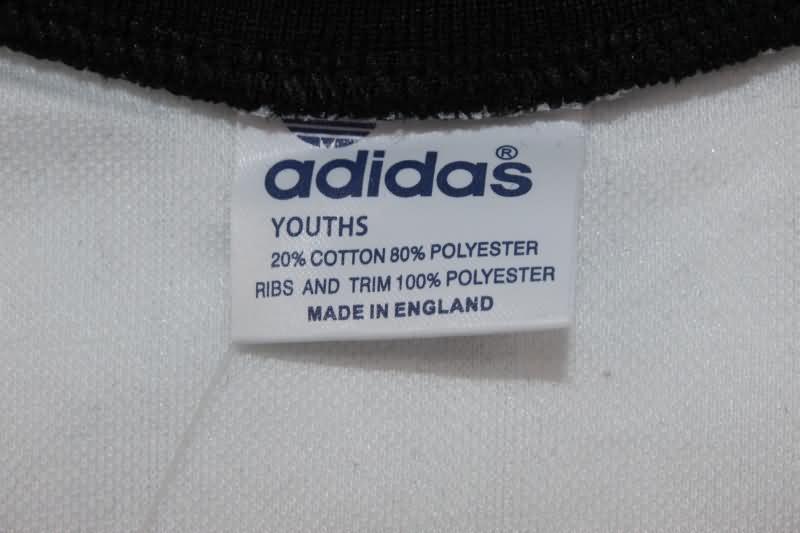 adidas®
YOUTHS
20% COTTON 80% POLYESTER
RIBS AND TRIM 100% POLYESTER
MADE IN ENGLAND